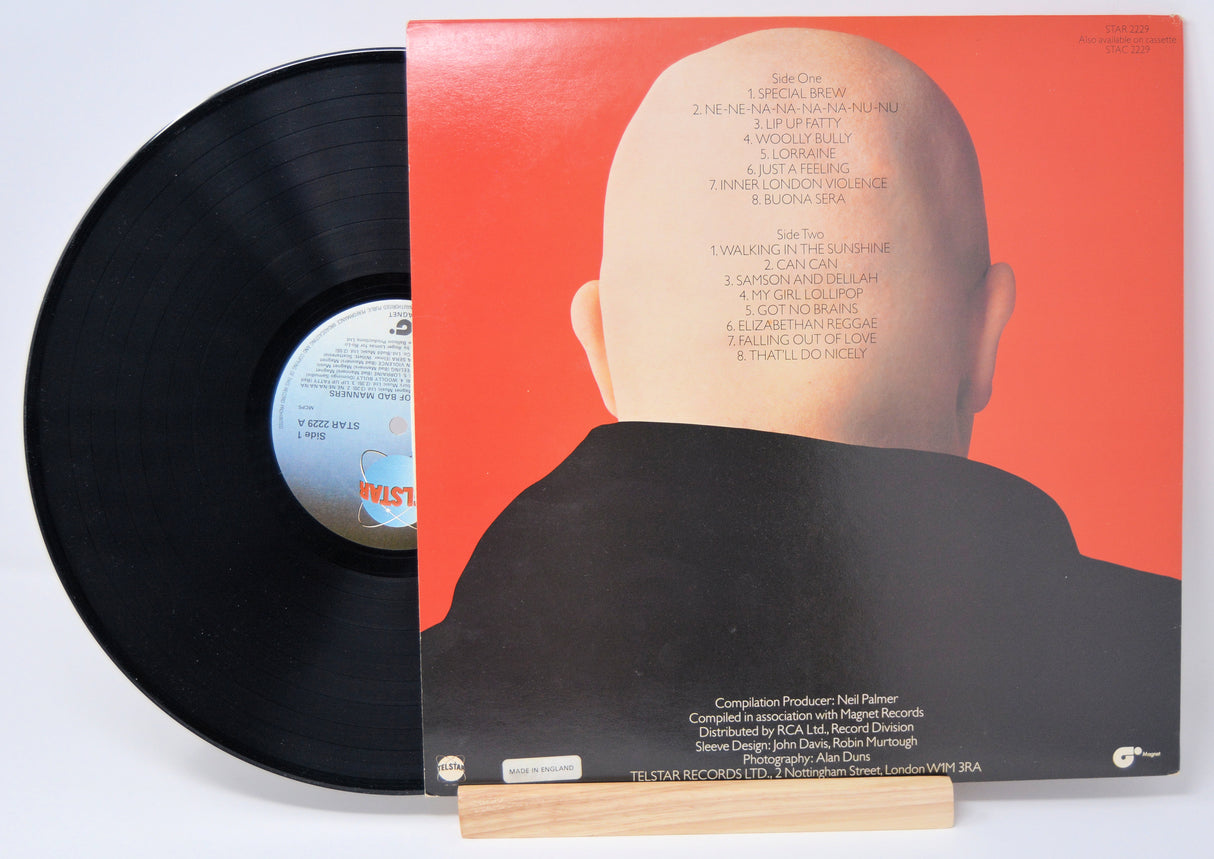 STAR 2229
Also available on cassette
STAC 2229
Side One
1. SPECIAL BREW
2. NE-NE-NA-NA-NA-NA-NU-NU
3. LIP UP FATTY
4. WOOLLY BULLY
5. LORRAINE
6. JUST A FEELING
7. INNER LONDON VIOLENCE
8. BUONA SERA
Side Two
1. WALKING IN THE SUNSHINE
2. CAN CAN
3. SAMSON AND DELILAH
4. MY GIRL LOLLIPOP
5. GOT NO BRAINS
6. ELIZABETHAN REGGAE
7. FALLING OUT OF LOVE
8. THAT'LL DO NICELY
Compilation Producer: Neil Palmer
Compiled in association with Magnet Records
Distributed by RCA Ltd., Record Division
Sleeve Design: John Davis, Robin Murtough
Photography: Alan Duns
TELSTAR RECORDS LTD., 2 Nottingham Street, London W1M 3RA
TELSTAR
MADE IN ENGLAND
Magnet
TELSTAR
Side 1
STAR 2229 A
MCPS
OF BAD MANNERS